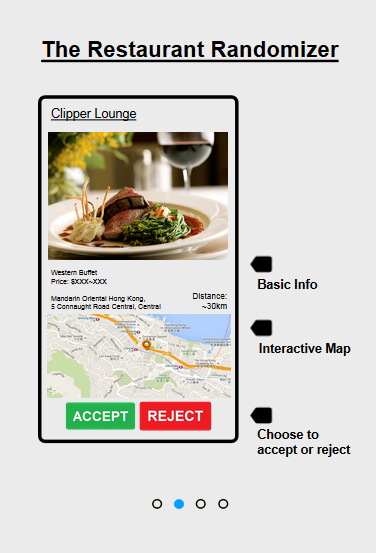 The Restaurant Randomizer
Clipper Lounge
Western Buffet
Price: $XXX~XXX
Mandarin Oriental Hong Kong,
5 Connaught Road Central, Central
Distance:
~30km
ACCEPT
REJECT
Basic Info
Interactive Map
Choose to
accept or reject